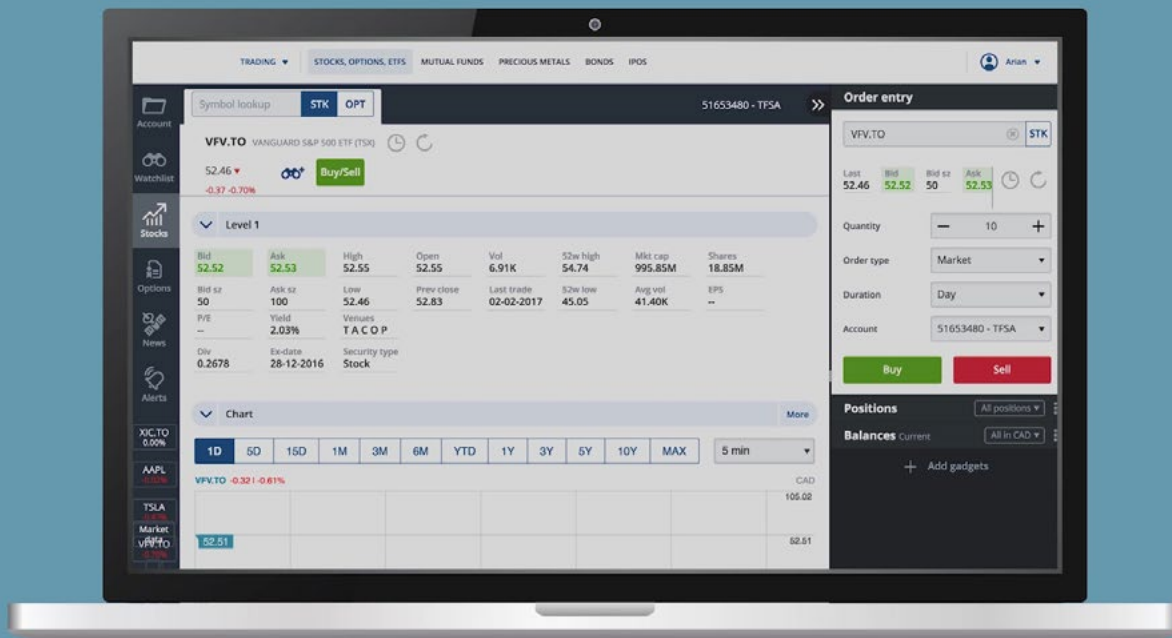 TRADING ▼ STOCKS, OPTIONS, ETFS MUTUAL FUNDS PRECIOUS METALS BONDS IPOS Arian ▼
Account
Watchlist
Stocks
Options
News
Alerts
XIC.TO
0.00%
AAPL
TSLA
Market
data
VFV.TO
Symbol lookup STK OPT 51653480 - TFSA »
VFV.TO VANGUARD S&P 500 ETF (TSX)
52.46 ▼ Buy/Sell
-0.37 -0.70%
Level 1
Bid Ask High Open Vol 52w high Mkt cap Shares
52.52 52.53 52.55 52.55 6.91K 54.74 995.85M 18.85M
Bid sz Ask sz Low Prev close Last trade 52w low Avg vol EPS
50 100 52.46 52.83 02-02-2017 45.05 41.40K --
P/E Yield Venues
-- 2.03% T A C O P
Div Ex-date Security type
0.2678 28-12-2016 Stock
Chart More
1D 5D 15D 1M 3M 6M YTD 1Y 3Y 5Y 10Y MAX 5 min ▼
VFV.TO -0.32 | -0.61% CAD
105.02
52.51 52.51
Order entry
VFV.TO STK
Last Bid Bid sz Ask
52.46 52.52 50 52.53
Quantity — 10 +
Order type Market ▼
Duration Day ▼
Account 51653480 - TFSA ▼
Buy Sell
Positions All positions ▼
Balances Current All in CAD ▼
+ Add gadgets